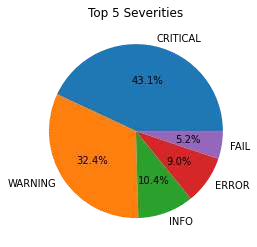 Top 5 Severities
CRITICAL
43.1%
WARNING
32.4%
INFO
10.4%
ERROR
9.0%
FAIL
5.2%